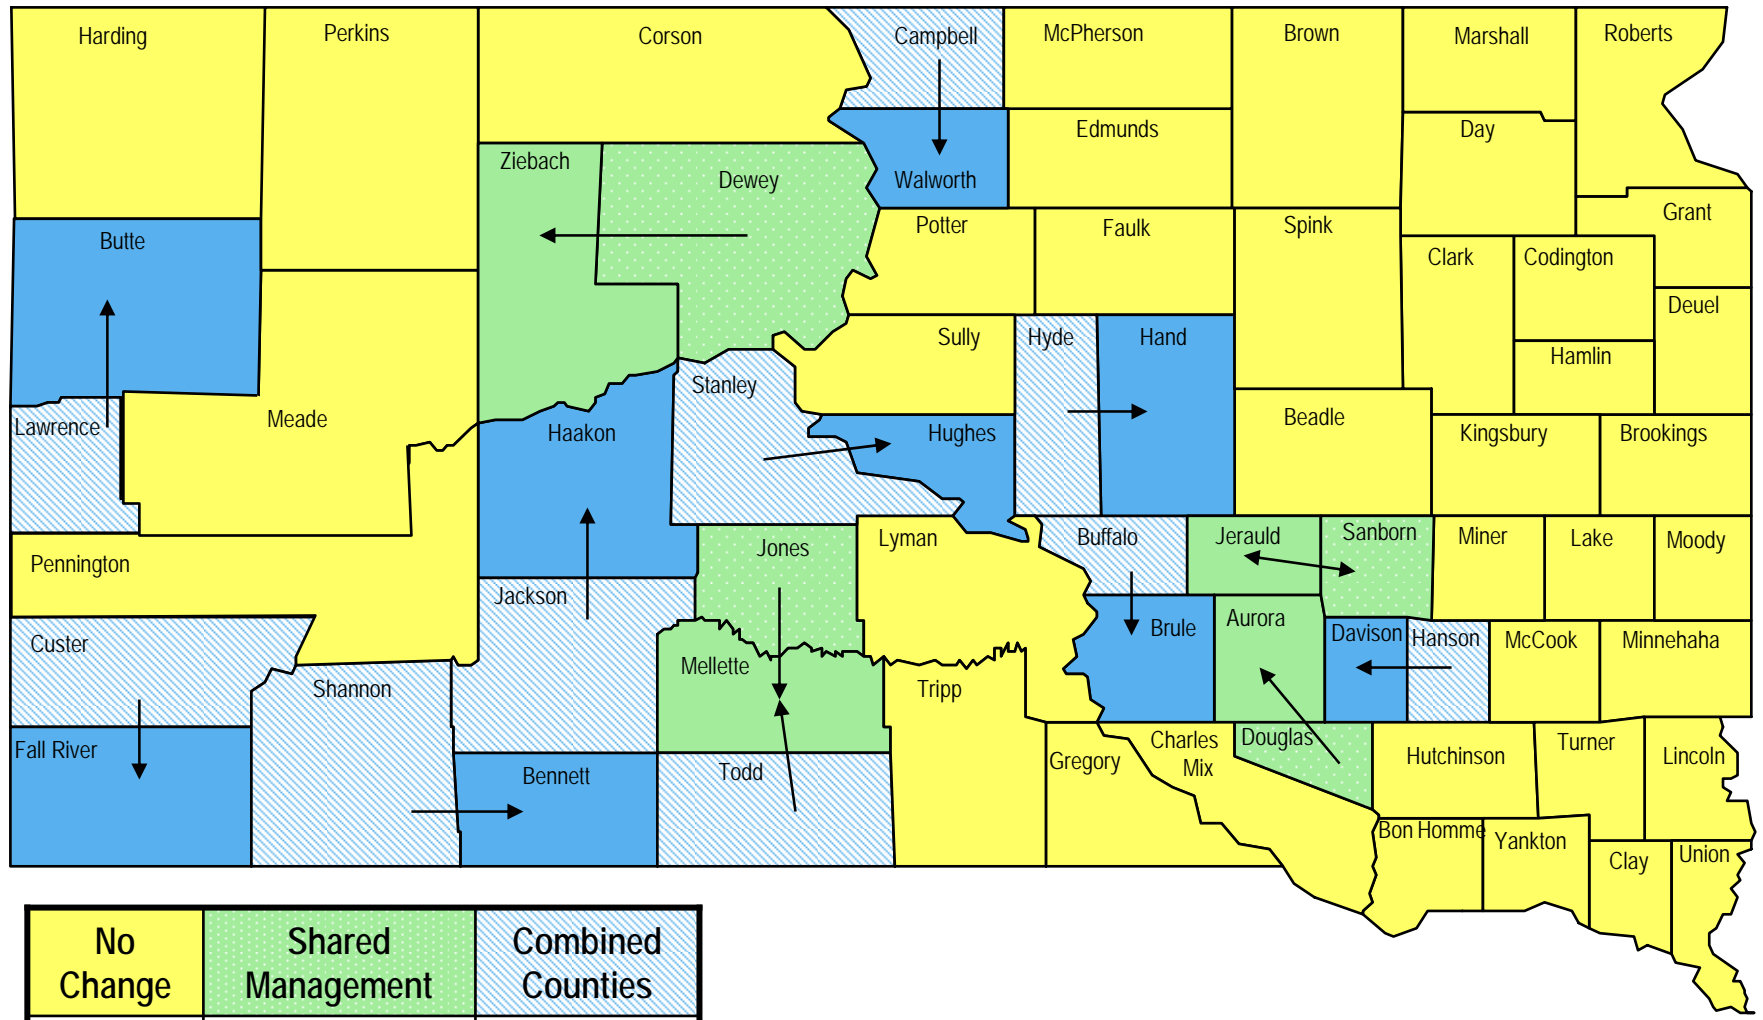 Harding
Perkins
Corson
Campbell
McPherson
Brown
Marshall
Roberts
Edmunds
Day
Ziebach
Dewey
Walworth
Grant
Butte
Potter
Faulk
Spink
Clark
Codington
Deuel
Sully
Hyde
Hand
Hamlin
Stanley
Lawrence
Meade
Haakon
Hughes
Beadle
Kingsbury
Brookings
Pennington
Jones
Lyman
Buffalo
Jerauld
Sanborn
Miner
Lake
Moody
Jackson
Custer
Brule
Aurora
Davison
Hanson
McCook
Minnehaha
Shannon
Mellette
Tripp
Fall River
Bennett
Todd
Gregory
Charles
Mix
Douglas
Hutchinson
Turner
Lincoln
Bon Homme
Yankton
Clay
Union
No
Change
Shared
Management
Combined
Counties